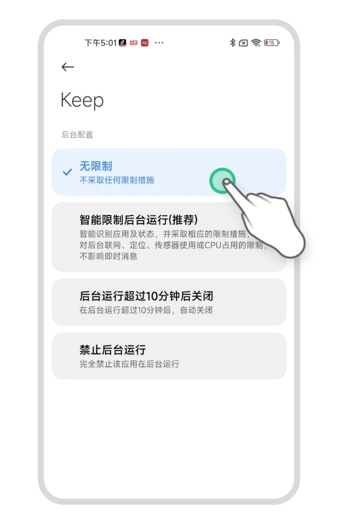 下午5:01
Keep
后台配置
无限制
不采取任何限制措施
智能限制后台运行(推荐)
智能识别应用及状态，并采取相应的限制措施，
对后台联网、定位、传感器使用或CPU占用的限制，
不影响即时消息
后台运行超过10分钟后关闭
在后台运行超过10分钟后，自动关闭
禁止后台运行
完全禁止该应用在后台运行